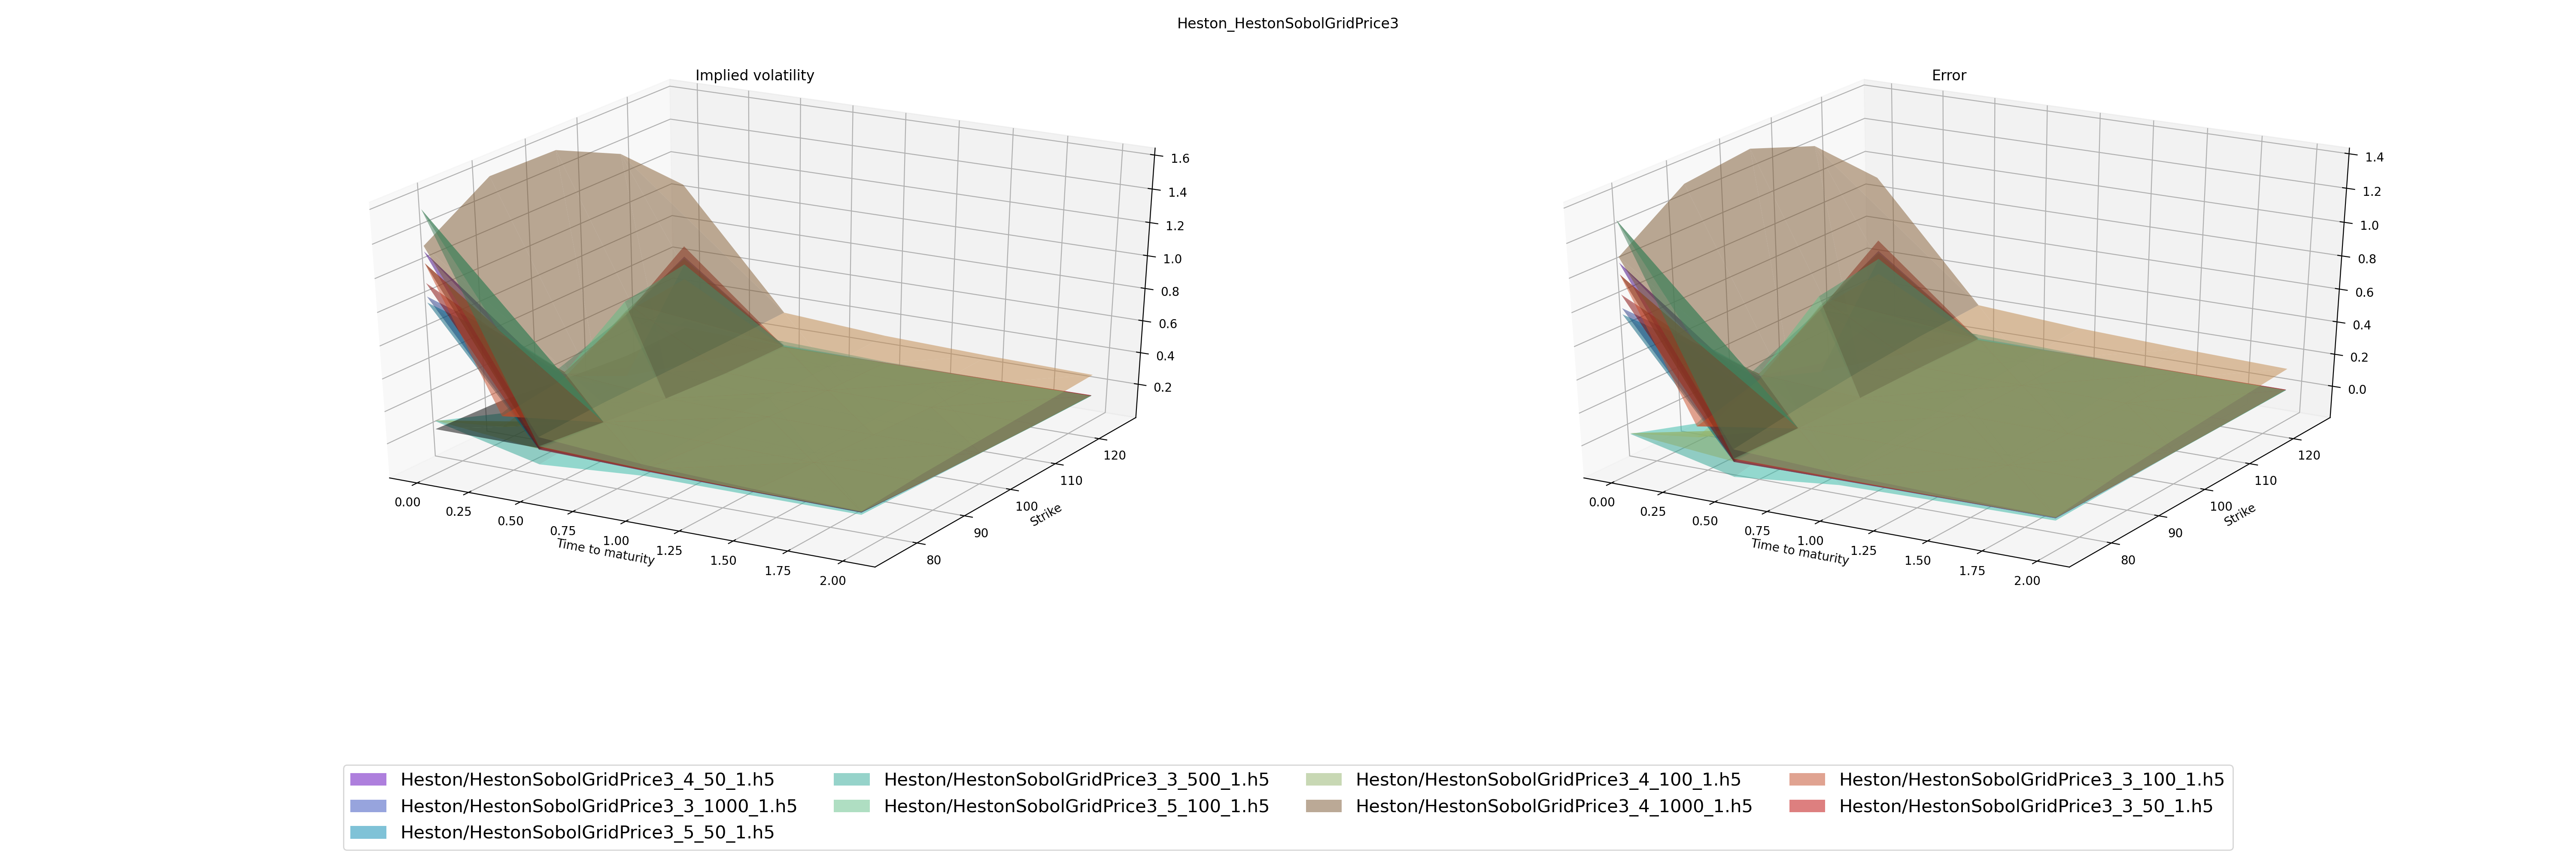 Heston_HestonSobolGridPrice3
Implied volatility
1.6
1.4
1.2
1.0
0.8
0.6
0.4
0.2
0.00
0.25
0.50
0.75
1.00
1.25
1.50
1.75
2.00
Time to maturity
80
90
100
110
120
Strike
Error
1.4
1.2
1.0
0.8
0.6
0.4
0.2
0.0
0.00
0.25
0.50
0.75
1.00
1.25
1.50
1.75
2.00
Time to maturity
80
90
100
110
120
Strike
Heston/HestonSobolGridPrice3_4_50_1.h5
Heston/HestonSobolGridPrice3_3_1000_1.h5
Heston/HestonSobolGridPrice3_5_50_1.h5
Heston/HestonSobolGridPrice3_3_500_1.h5
Heston/HestonSobolGridPrice3_5_100_1.h5
Heston/HestonSobolGridPrice3_4_100_1.h5
Heston/HestonSobolGridPrice3_4_1000_1.h5
Heston/HestonSobolGridPrice3_3_100_1.h5
Heston/HestonSobolGridPrice3_3_50_1.h5